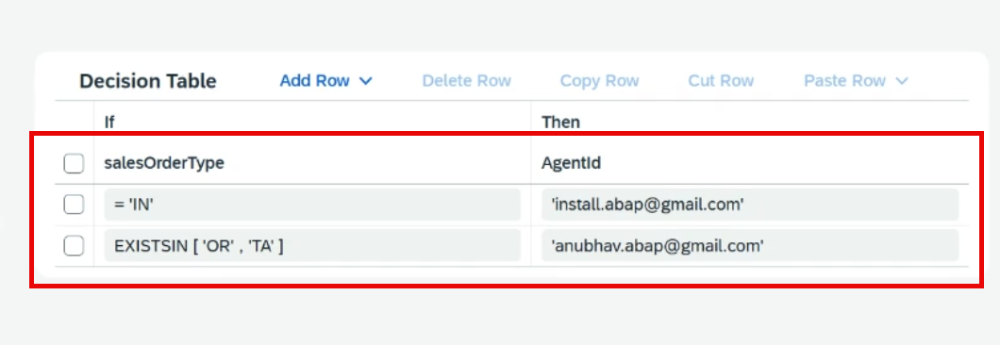 Decision Table Add Row Delete Row Copy Row Cut Row Paste Row
If Then
salesOrderType AgentId
= 'IN' 'install.abap@gmail.com'
EXISTSIN [ 'OR' , 'TA' ] 'anubhav.abap@gmail.com'